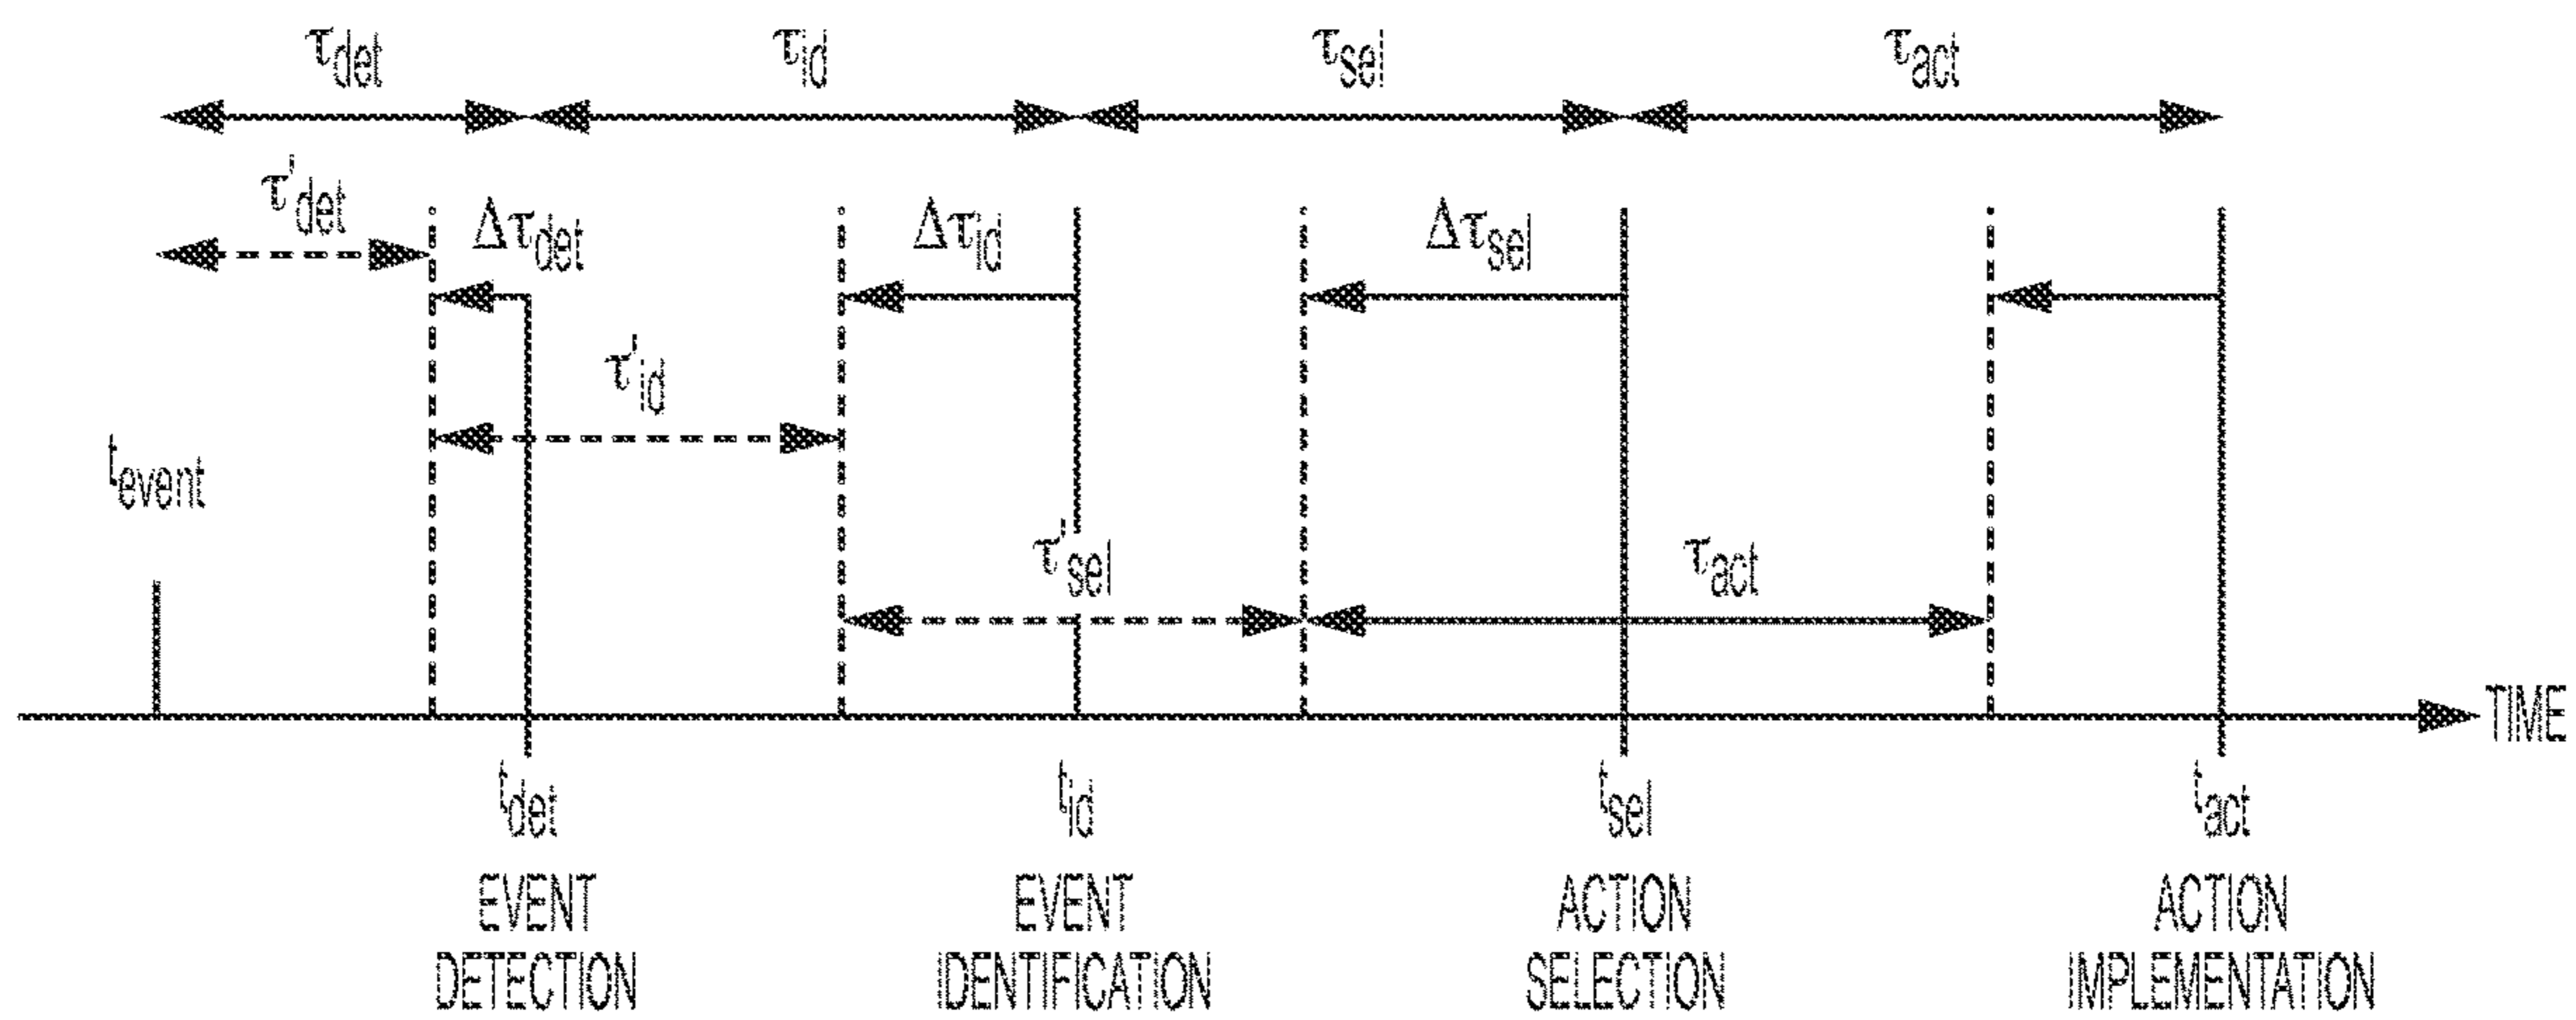 τdet τid τsel τact
τ'det
Δτdet Δτid Δτsel
τ'id
tevent
τ'sel τact
TIME
tdet tid tsel tact
EVENT EVENT ACTION ACTION
DETECTION IDENTIFICATION SELECTION IMPLEMENTATION